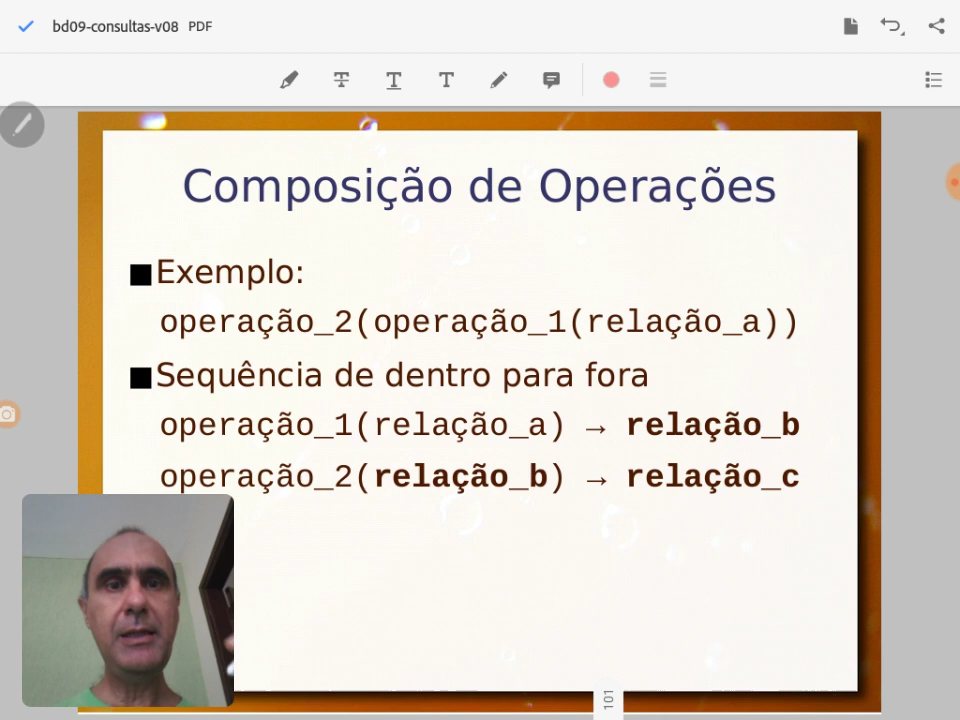 bd09-consultas-v08 PDF
T T T
Composição de Operações
Exemplo:
operação_2(operação_1(relação_a))
Sequência de dentro para fora
operação_1(relação_a) → relação_b
operação_2(relação_b) → relação_c
101